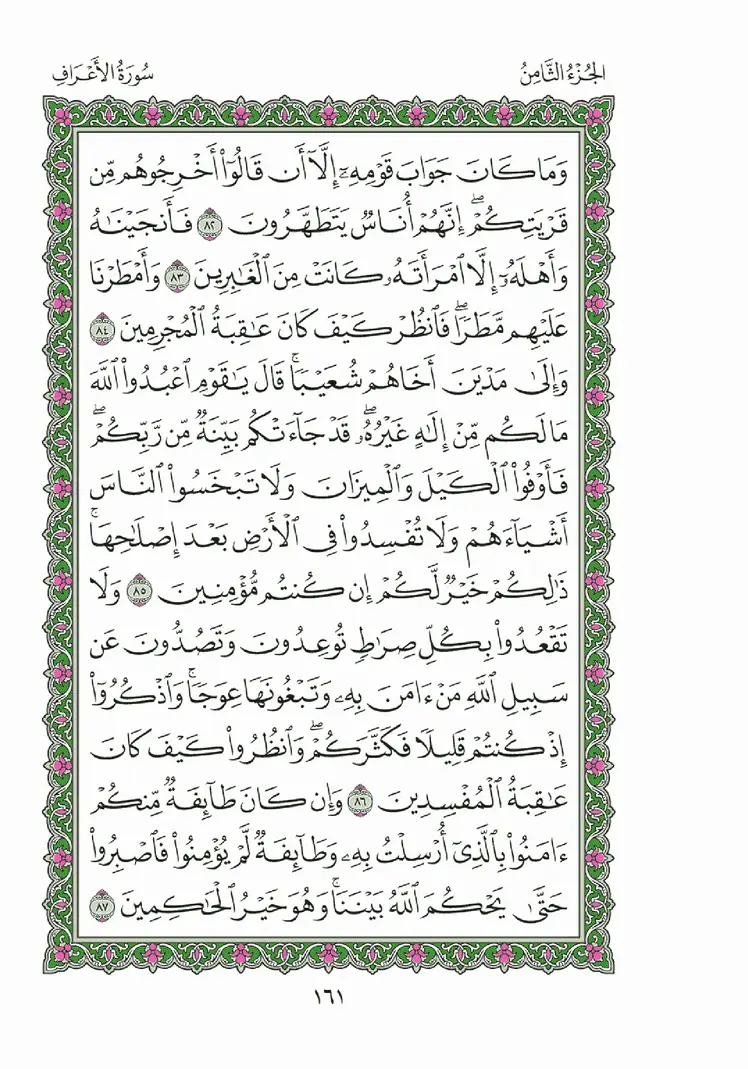 الجُزْءُ الثَّامِنُ
سُورَةُ الأَعْرَافِ
وَمَا كَانَ جَوَابَ قَوْمِهِۦٓ إِلَّآ أَن قَالُوٓا۟ أَخْرِجُوهُم مِّن
قَرْيَتِكُمْ ۖ إِنَّهُمْ أُنَاسٌ يَتَطَهَّرُونَ ٨٢ فَأَنجَيْنَـٰهُ
وَأَهْلَهُۥٓ إِلَّا ٱمْرَأَتَهُۥ كَانَتْ مِنَ ٱلْغَـٰبِرِينَ ٨٣ وَأَمْطَرْنَا
عَلَيْهِم مَّطَرًا ۖ فَٱنظُرْ كَيْفَ كَانَ عَـٰقِبَةُ ٱلْمُجْرِمِينَ ٨٤
وَإِلَىٰ مَدْيَنَ أَخَاهُمْ شُعَيْبًا ۗ قَالَ يَـٰقَوْمِ ٱعْبُدُوا۟ ٱللَّهَ
مَا لَكُم مِّنْ إِلَـٰهٍ غَيْرُهُۥ ۖ قَدْ جَآءَتْكُم بَيِّنَةٌ مِّن رَّبِّكُمْ ۖ
فَأَوْفُوا۟ ٱلْكَيْلَ وَٱلْمِيزَانَ وَلَا تَبْخَسُوا۟ ٱلنَّاسَ
أَشْيَآءَهُمْ وَلَا تُفْسِدُوا۟ فِى ٱلْأَرْضِ بَعْدَ إِصْلَـٰحِهَا ۚ
ذَٰلِكُمْ خَيْرٌ لَّكُمْ إِن كُنتُم مُّؤْمِنِينَ ٨٥ وَلَا
تَقْعُدُوا۟ بِكُلِّ صِرَٰطٍ تُوعِدُونَ وَتَصُدُّونَ عَن
سَبِيلِ ٱللَّهِ مَنْ ءَامَنَ بِهِۦ وَتَبْغُونَهَا عِوَجًا ۚ وَٱذْكُرُوٓا۟
إِذْ كُنتُمْ قَلِيلًا فَكَثَّرَكُمْ ۖ وَٱنظُرُوا۟ كَيْفَ كَانَ
عَـٰقِبَةُ ٱلْمُفْسِدِينَ ٨٦ وَإِن كَانَ طَآئِفَةٌ مِّنكُمْ
ءَامَنُوا۟ بِٱلَّذِىٓ أُرْسِلْتُ بِهِۦ وَطَآئِفَةٌ لَّمْ يُؤْمِنُوا۟ فَٱصْبِرُوا۟
حَتَّىٰ يَحْكُمَ ٱللَّهُ بَيْنَنَا ۚ وَهُوَ خَيْرُ ٱلْحَـٰكِمِينَ ٨٧
١٦١